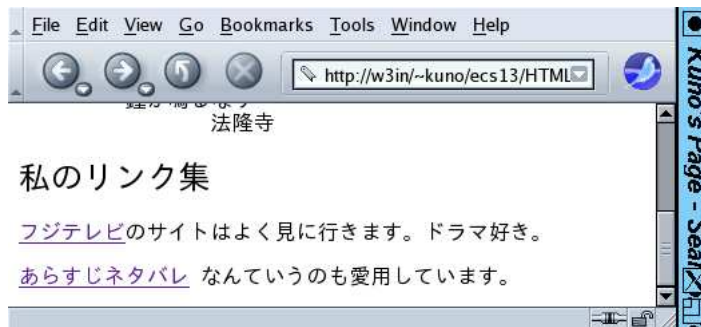 File Edit View Go Bookmarks Tools Window Help
http://w3in/~kuno/ecs13/HTML
法隆寺
私のリンク集
フジテレビのサイトはよく見に行きます。ドラマ好き。
あらすじネタバレ なんていうのも愛用しています。
Kuno's Page - Sea